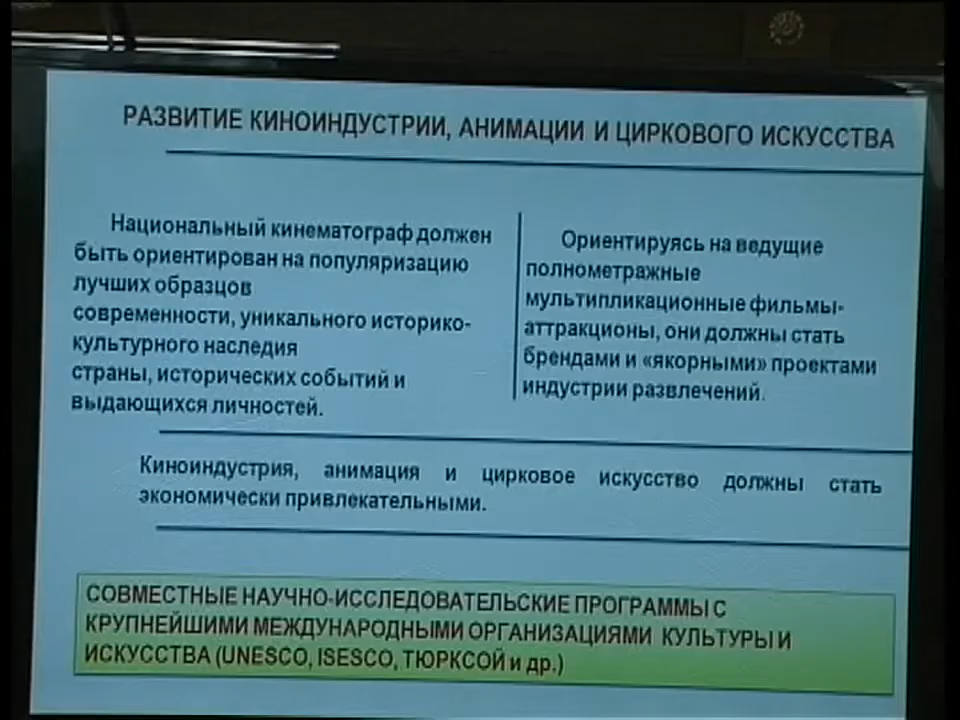 РАЗВИТИЕ КИНОИНДУСТРИИ, АНИМАЦИИ И ЦИРКОВОГО ИСКУССТВА
Национальный кинематограф должен
быть ориентирован на популяризацию
лучших образцов
современности, уникального историко-
культурного наследия
страны, исторических событий и
выдающихся личностей.
Ориентируясь на ведущие
полнометражные
мультипликационные фильмы-
аттракционы, они должны стать
брендами и «якорными» проектами
индустрии развлечений.
Киноиндустрия, анимация и цирковое искусство должны стать
экономически привлекательными.
СОВМЕСТНЫЕ НАУЧНО-ИССЛЕДОВАТЕЛЬСКИЕ ПРОГРАММЫ С
КРУПНЕЙШИМИ МЕЖДУНАРОДНЫМИ ОРГАНИЗАЦИЯМИ КУЛЬТУРЫ И
ИСКУССТВА (UNESCO, ISESCO, ТЮРКСОЙ и др.)